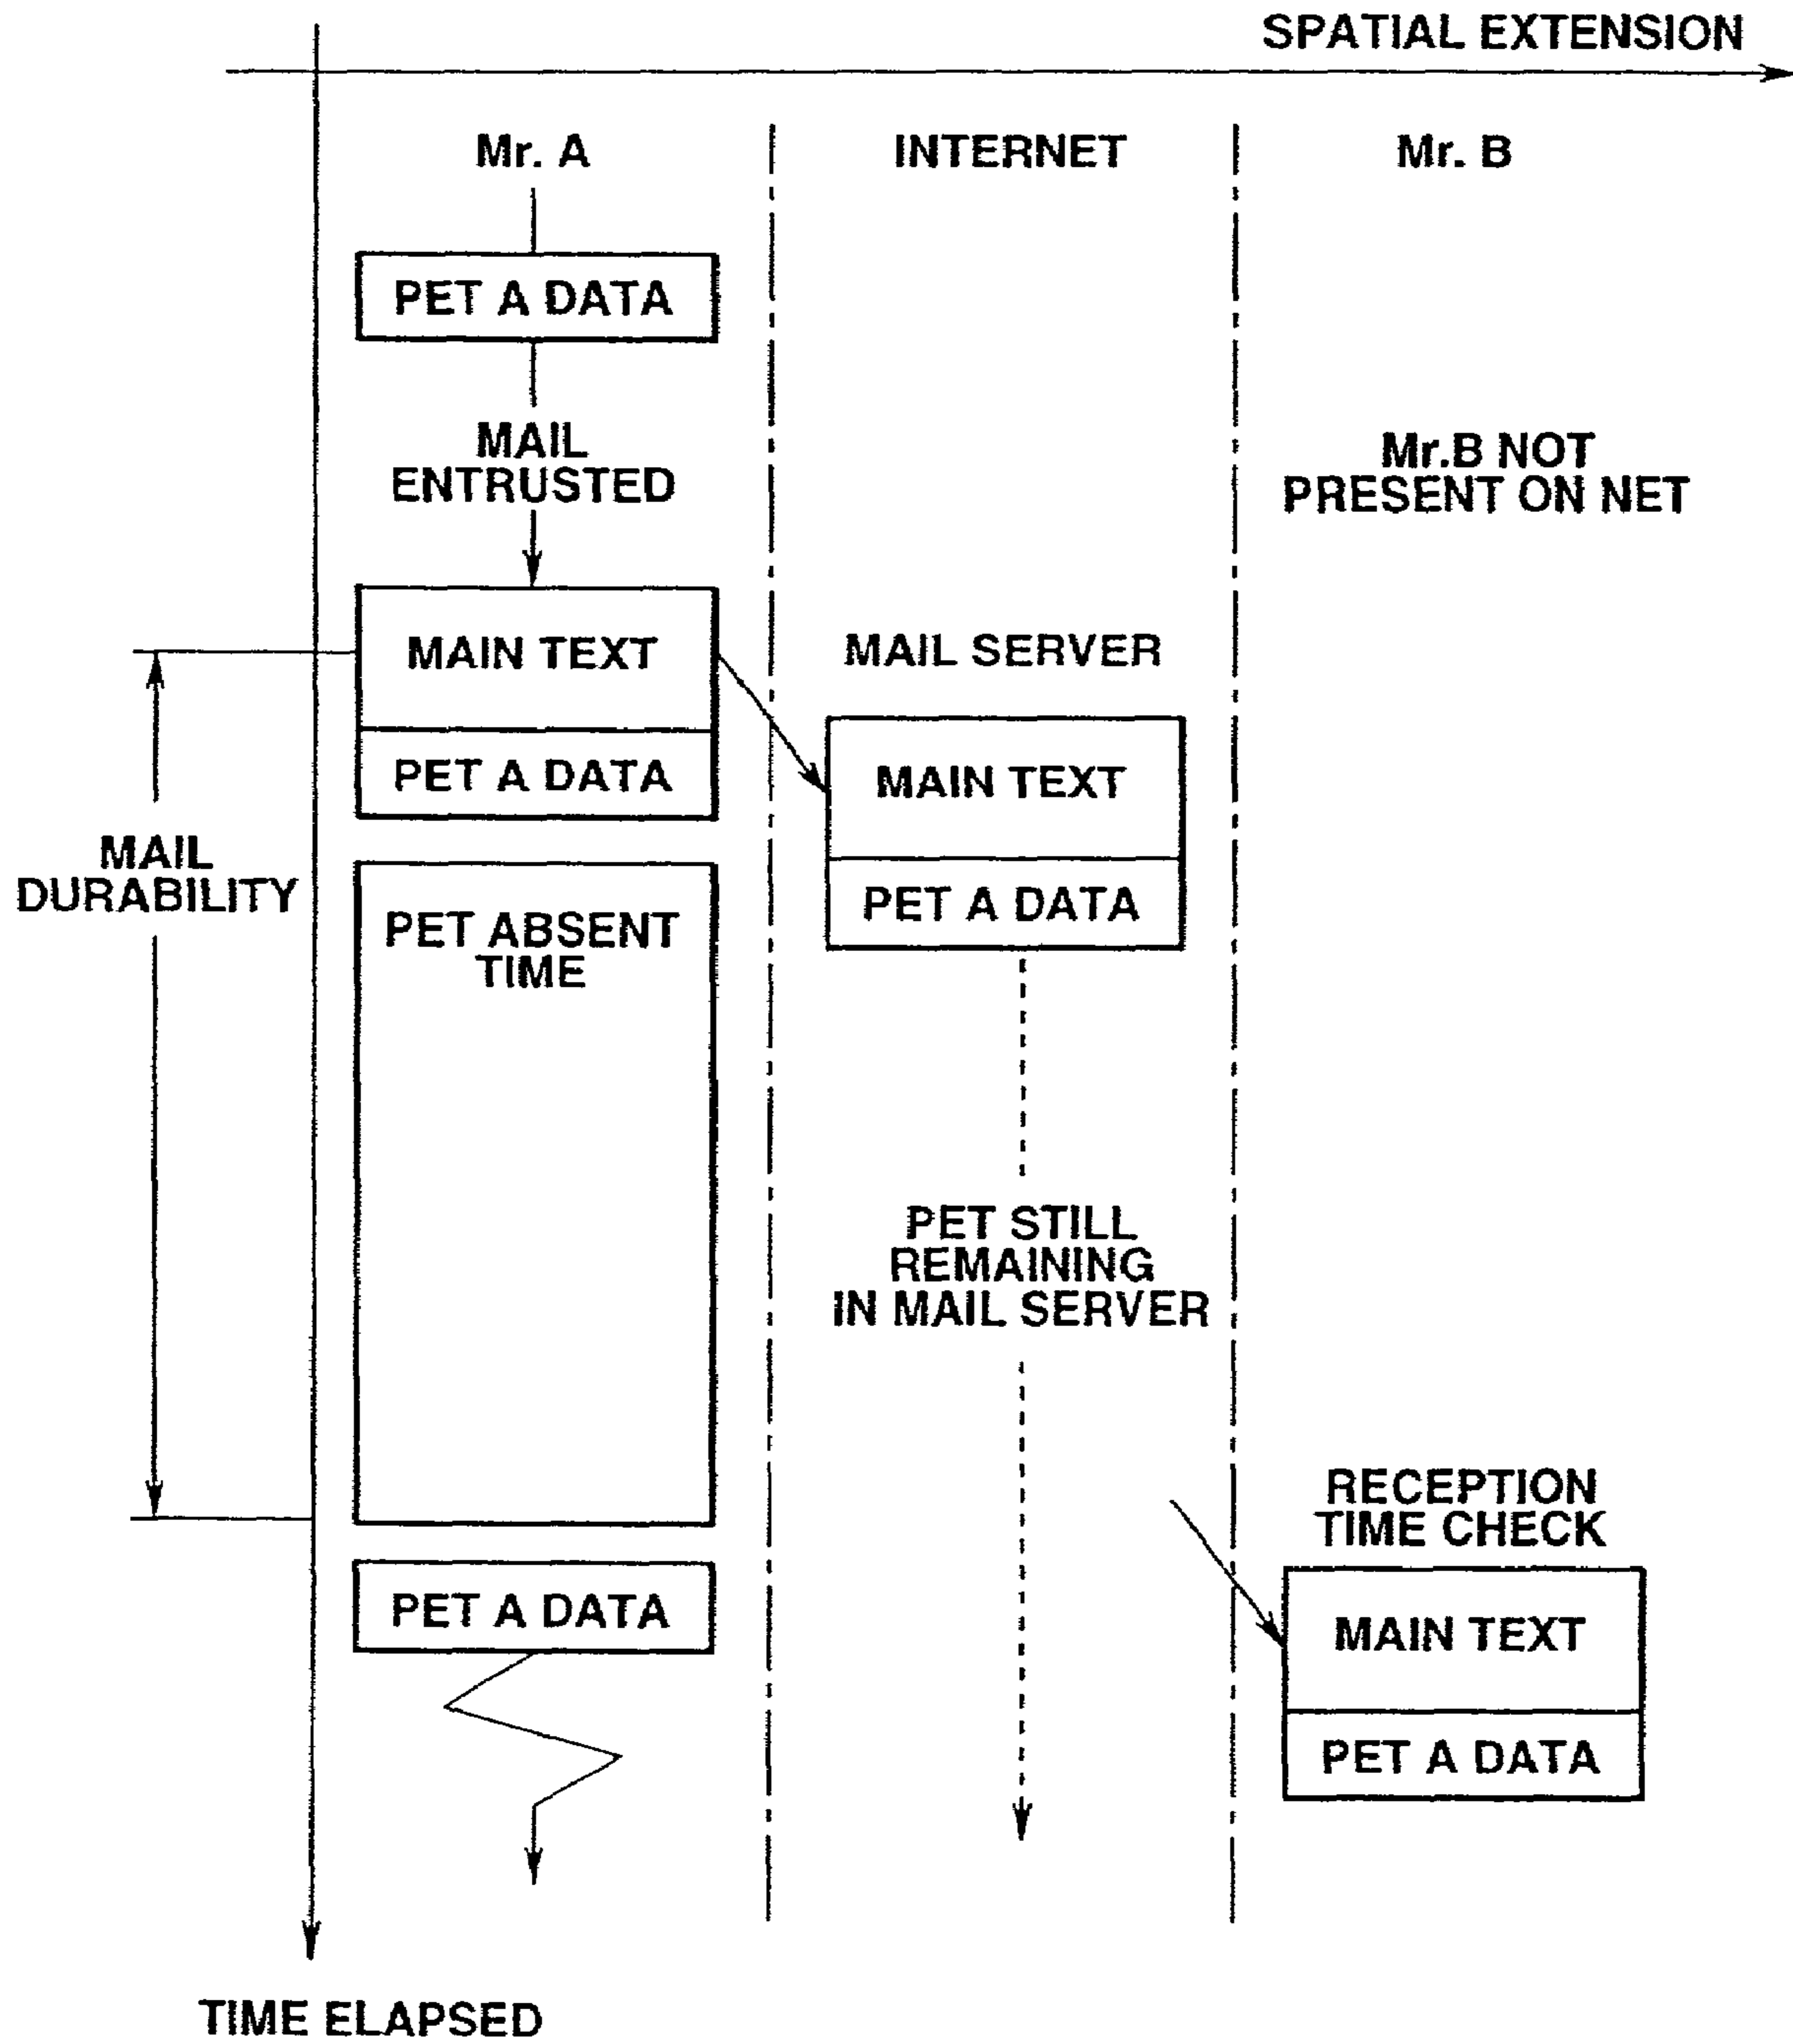 SPATIAL EXTENSION
Mr. A
INTERNET
Mr. B
PET A DATA
MAIL
ENTRUSTED
Mr.B NOT
PRESENT ON NET
MAIN TEXT
PET A DATA
MAIL SERVER
MAIN TEXT
PET A DATA
MAIL
DURABILITY
PET ABSENT
TIME
PET STILL
REMAINING
IN MAIL SERVER
RECEPTION
TIME CHECK
PET A DATA
MAIN TEXT
PET A DATA
TIME ELAPSED